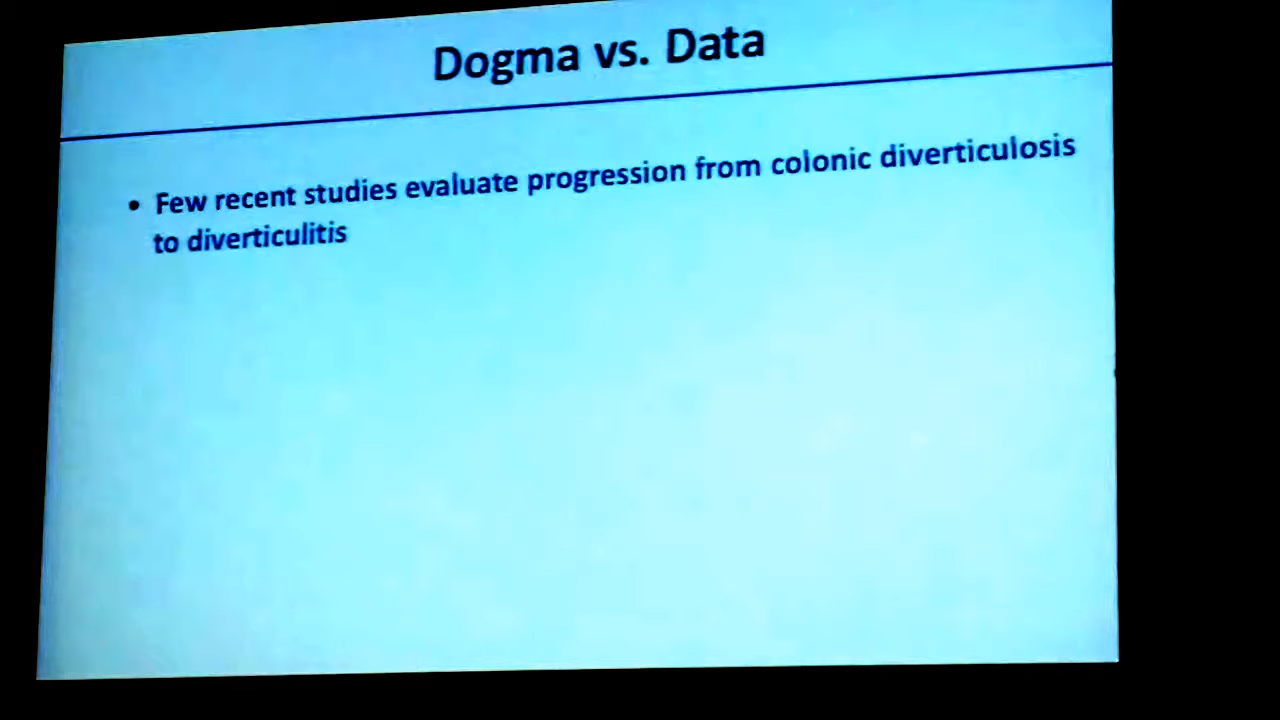 Dogma vs. Data
• Few recent studies evaluate progression from colonic diverticulosis
to diverticulitis